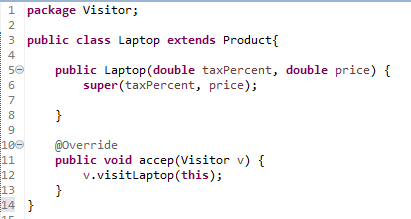 1 package Visitor;
2
3 public class Laptop extends Product{
4
5 public Laptop(double taxPercent, double price) {
6 super(taxPercent, price);
7
8 }
9
10 @Override
11 public void accep(Visitor v) {
12 v.visitLaptop(this);
13 }
14 }
15